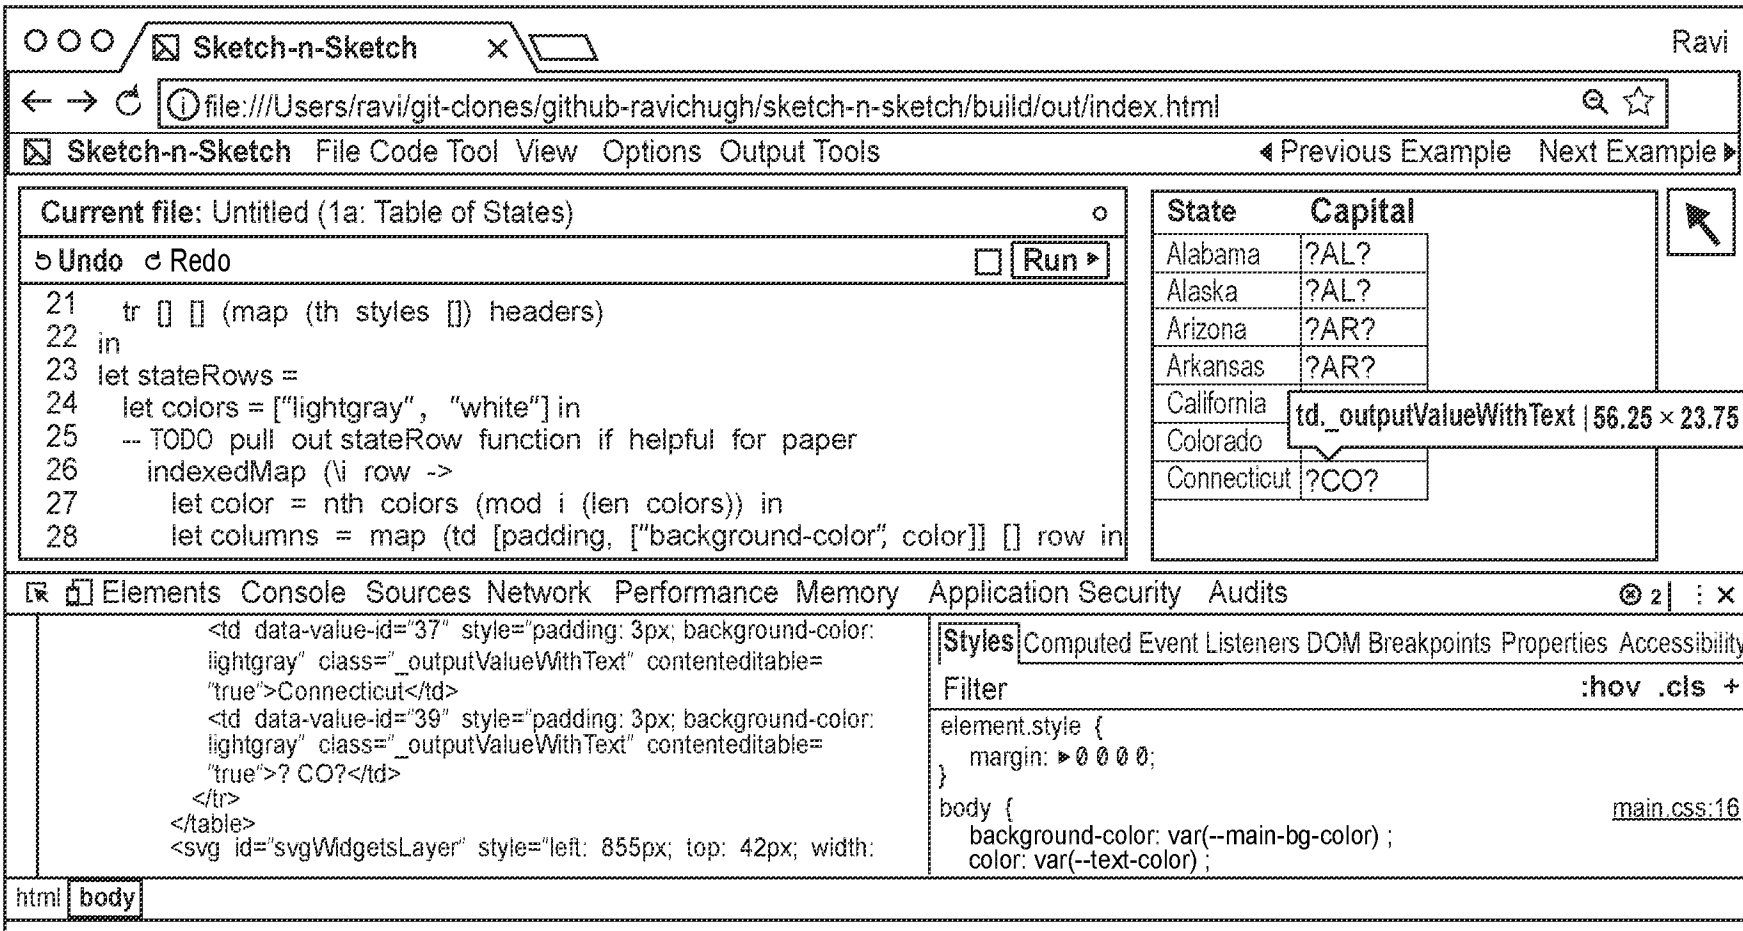 Sketch-n-Sketch ×
Ravi
file:///Users/ravi/git-clones/github-ravichugh/sketch-n-sketch/build/out/index.html
Sketch-n-Sketch File Code Tool View Options Output Tools Previous Example Next Example
Current file: Untitled (1a: Table of States)
Undo Redo Run
21 tr [] [] (map (th styles []) headers)
22 in
23 let stateRows =
24 let colors = ["lightgray", "white"] in
25 -- TODO pull out stateRow function if helpful for paper
26 indexedMap (\i row ->
27 let color = nth colors (mod i (len colors)) in
28 let columns = map (td [padding, ["background-color", color]] [] row in
State Capital
Alabama ?AL?
Alaska ?AL?
Arizona ?AR?
Arkansas ?AR?
California
td._outputValueWithText | 56.25 × 23.75
Colorado
Connecticut ?CO?
Elements Console Sources Network Performance Memory Application Security Audits 2 ⋮ ×
<td data-value-id="37" style="padding: 3px; background-color:
lightgray" class="_outputValueWithText" contenteditable=
"true">Connecticut</td>
<td data-value-id="39" style="padding: 3px; background-color:
lightgray" class="_outputValueWithText" contenteditable=
"true">? CO?</td>
</tr>
</table>
<svg id="svgWidgetsLayer" style="left: 855px; top: 42px; width:
Styles Computed Event Listeners DOM Breakpoints Properties Accessibility
Filter :hov .cls +
element.style {
margin: 0 0 0 0;
}
body { main.css:16
background-color: var(--main-bg-color) ;
color: var(--text-color) ;
html body